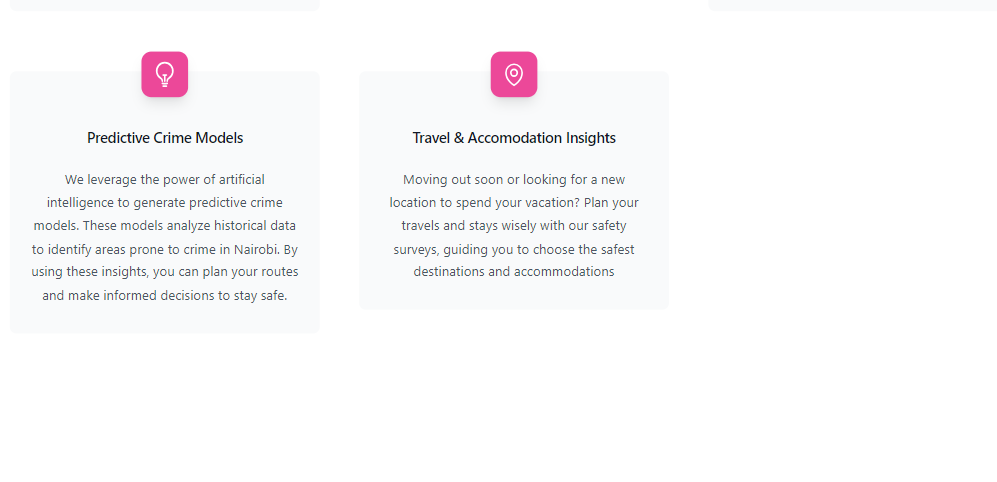 Predictive Crime Models
We leverage the power of artificial
intelligence to generate predictive crime
models. These models analyze historical data
to identify areas prone to crime in Nairobi. By
using these insights, you can plan your routes
and make informed decisions to stay safe.
Travel & Accomodation Insights
Moving out soon or looking for a new
location to spend your vacation? Plan your
travels and stays wisely with our safety
surveys, guiding you to choose the safest
destinations and accommodations